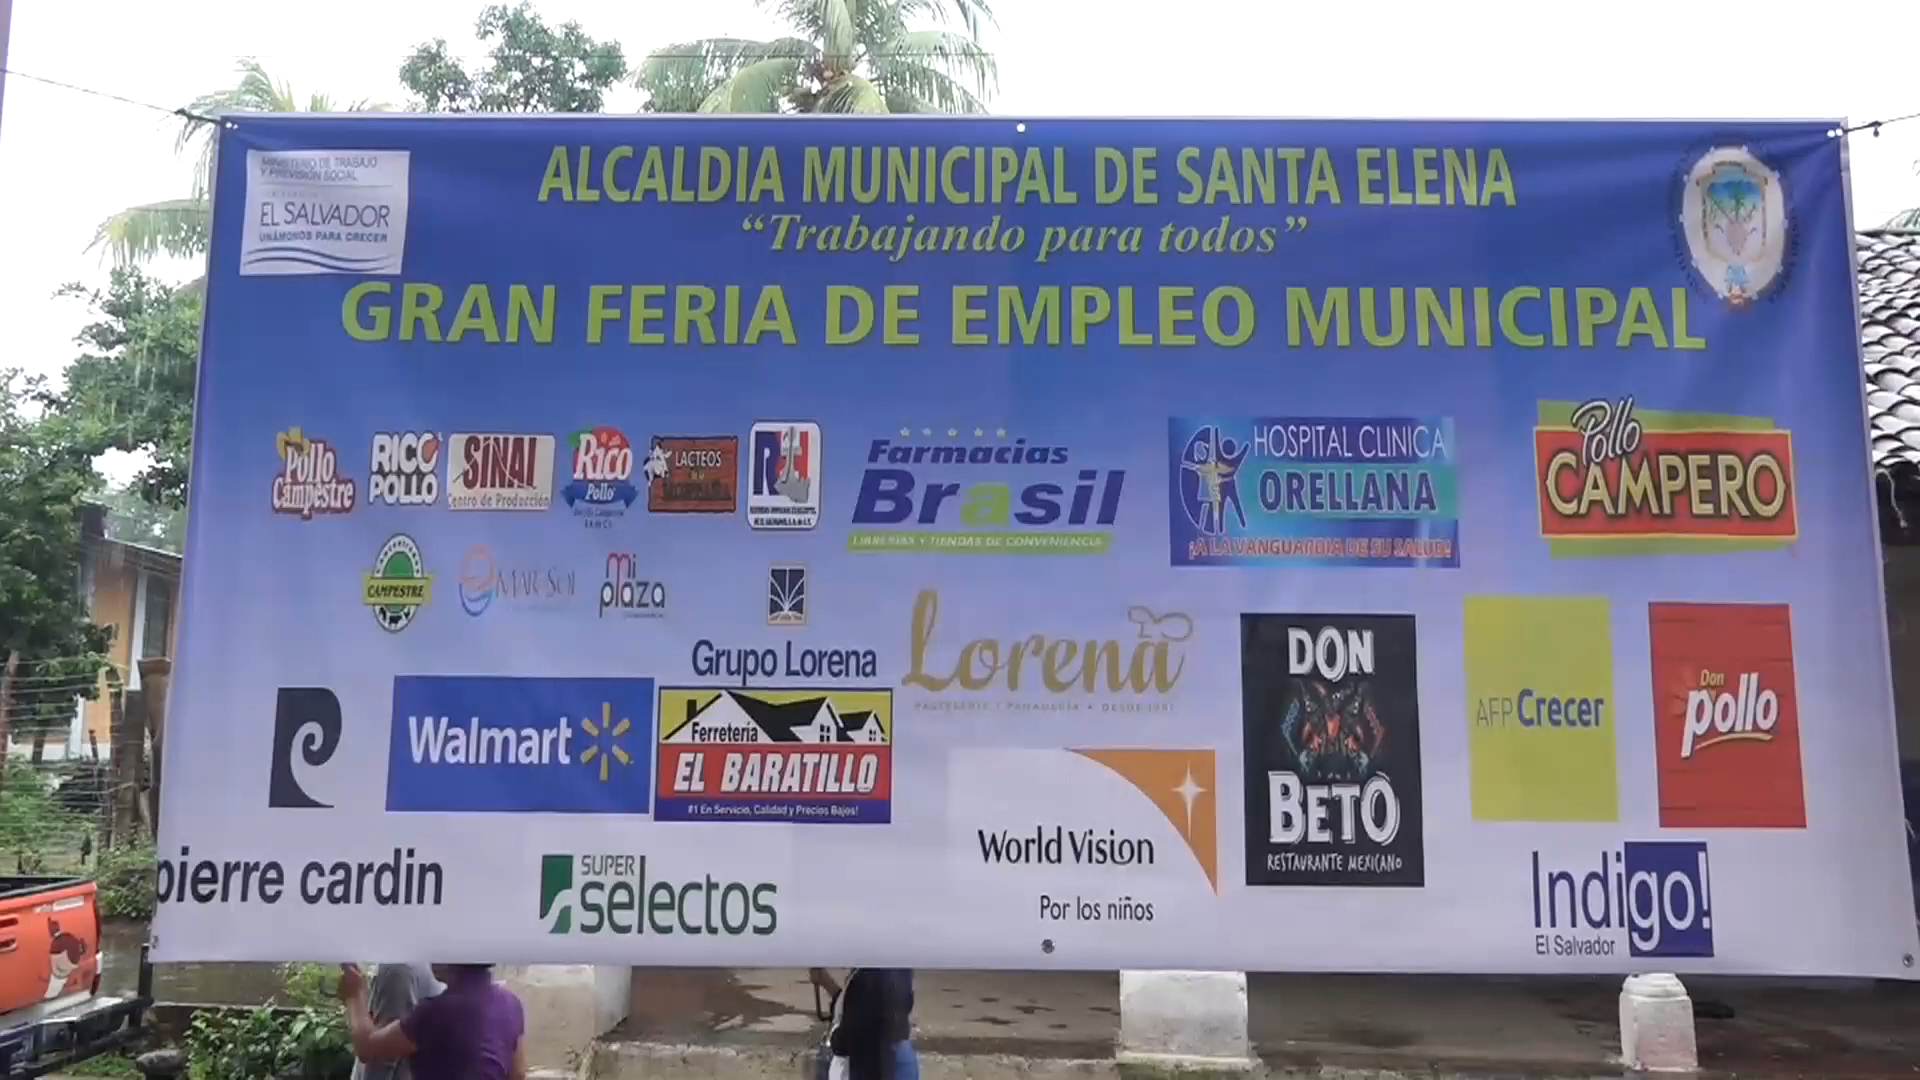 MINISTERIO DE TRABAJO
Y PREVISIÓN SOCIAL
EL SALVADOR
UNÁMONOS PARA CRECER
ALCALDIA MUNICIPAL DE SANTA ELENA
“Trabajando para todos”
GRAN FERIA DE EMPLEO MUNICIPAL
Pollo
Campestre
RICO
POLLO
SINAI
Centro de Producción
Rico
Pollo
LACTEOS
Farmacias
Brasil
LIBRERIAS Y TIENDAS DE CONVENIENCIA
HOSPITAL CLINICA
ORELLANA
¡A LA VANGUARDIA DE SU SALUD!
Pollo
CAMPERO
CAMPESTRE
MAR Y SOL
mi
plaza
Grupo Lorena
Lorena
PASTELERIA • PANADERIA • DESDE
DON
BETO
RESTAURANTE MEXICANO
AFP Crecer
Don
pollo
Walmart
Ferretería
EL BARATILLO
#1 En Servicio, Calidad y Precios Bajos!
pierre cardin
SUPER
selectos
World Vision
Por los niños
Indigo!
El Salvador